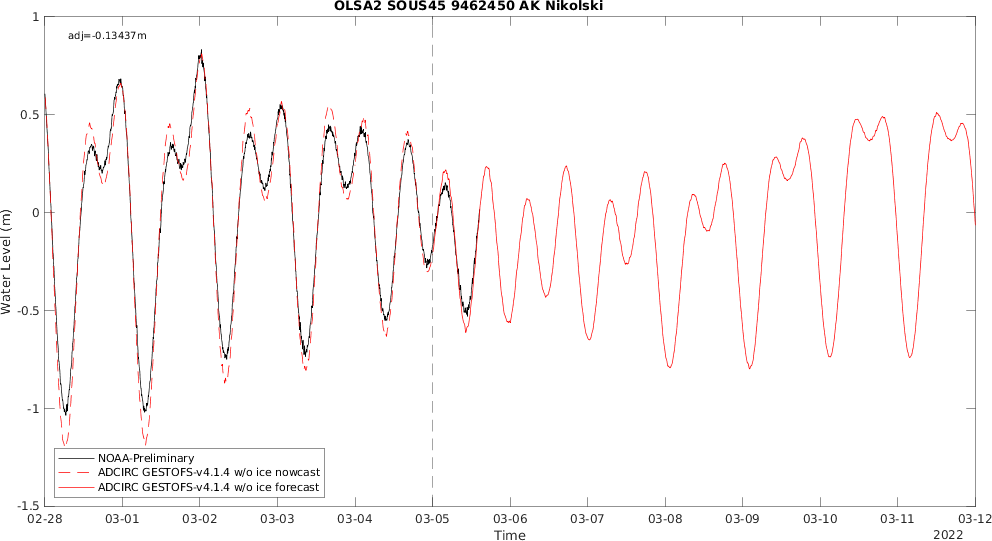 OLSA2 SOUS45 9462450 AK Nikolski
adj=-0.13437m
1
0.5
0
-0.5
-1
-1.5
Water Level (m)
NOAA-Preliminary
ADCIRC GESTOFS-v4.1.4 w/o ice nowcast
ADCIRC GESTOFS-v4.1.4 w/o ice forecast
02-28 03-01 03-02 03-03 03-04 03-05 03-06 03-07 03-08 03-09 03-10 03-11 03-12
Time
2022